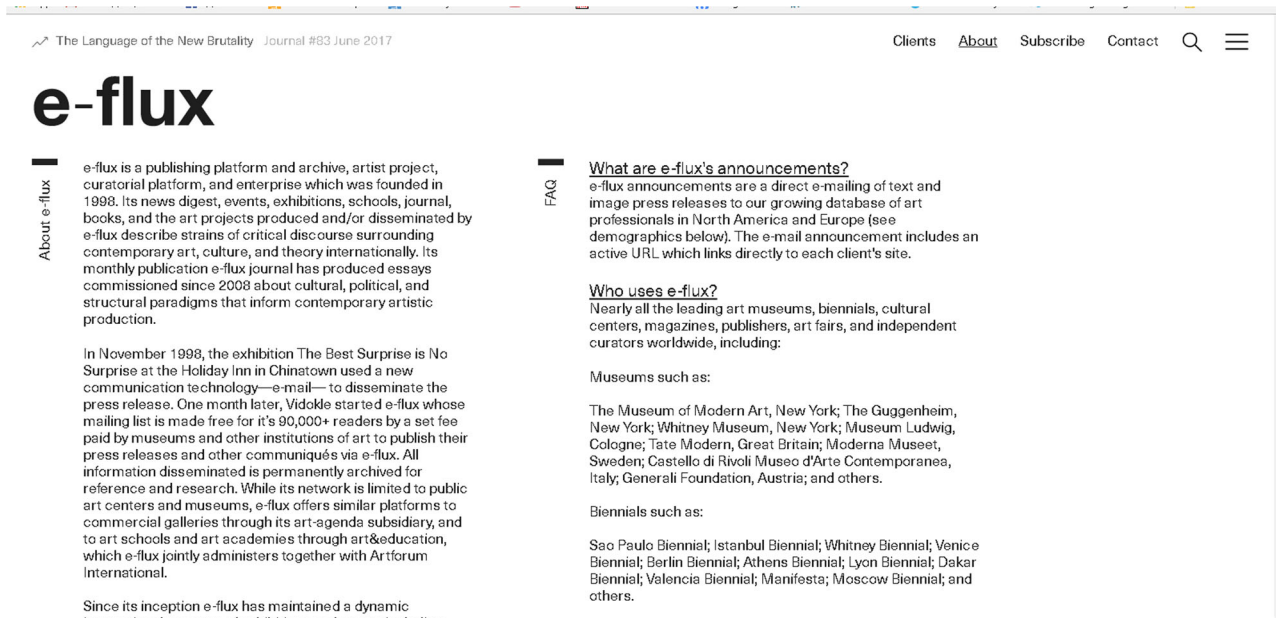 The Language of the New Brutality Journal #83 June 2017
Clients About Subscribe Contact
e-flux
About e-flux
e-flux is a publishing platform and archive, artist project,
curatorial platform, and enterprise which was founded in
1998. Its news digest, events, exhibitions, schools, journal,
books, and the art projects produced and/or disseminated by
e-flux describe strains of critical discourse surrounding
contemporary art, culture, and theory internationally. Its
monthly publication e-flux journal has produced essays
commissioned since 2008 about cultural, political, and
structural paradigms that inform contemporary artistic
production.
In November 1998, the exhibition The Best Surprise is No
Surprise at the Holiday Inn in Chinatown used a new
communication technology—e-mail— to disseminate the
press release. One month later, Vidokle started e-flux whose
mailing list is made free for it's 90,000+ readers by a set fee
paid by museums and other institutions of art to publish their
press releases and other communiqués via e-flux. All
information disseminated is permanently archived for
reference and research. While its network is limited to public
art centers and museums, e-flux offers similar platforms to
commercial galleries through its art-agenda subsidiary, and
to art schools and art academies through art&education,
which e-flux jointly administers together with Artforum
International.
Since its inception e-flux has maintained a dynamic
FAQ
What are e-flux's announcements?
e-flux announcements are a direct e-mailing of text and
image press releases to our growing database of art
professionals in North America and Europe (see
demographics below). The e-mail announcement includes an
active URL which links directly to each client's site.
Who uses e-flux?
Nearly all the leading art museums, biennials, cultural
centers, magazines, publishers, art fairs, and independent
curators worldwide, including:
Museums such as:
The Museum of Modern Art, New York; The Guggenheim,
New York; Whitney Museum, New York; Museum Ludwig,
Cologne; Tate Modern, Great Britain; Moderna Museet,
Sweden; Castello di Rivoli Museo d'Arte Contemporanea,
Italy; Generali Foundation, Austria; and others.
Biennials such as:
Sao Paulo Biennial; Istanbul Biennial; Whitney Biennial; Venice
Biennial; Berlin Biennial; Athens Biennial; Lyon Biennial; Dakar
Biennial; Valencia Biennial; Manifesta; Moscow Biennial; and
others.